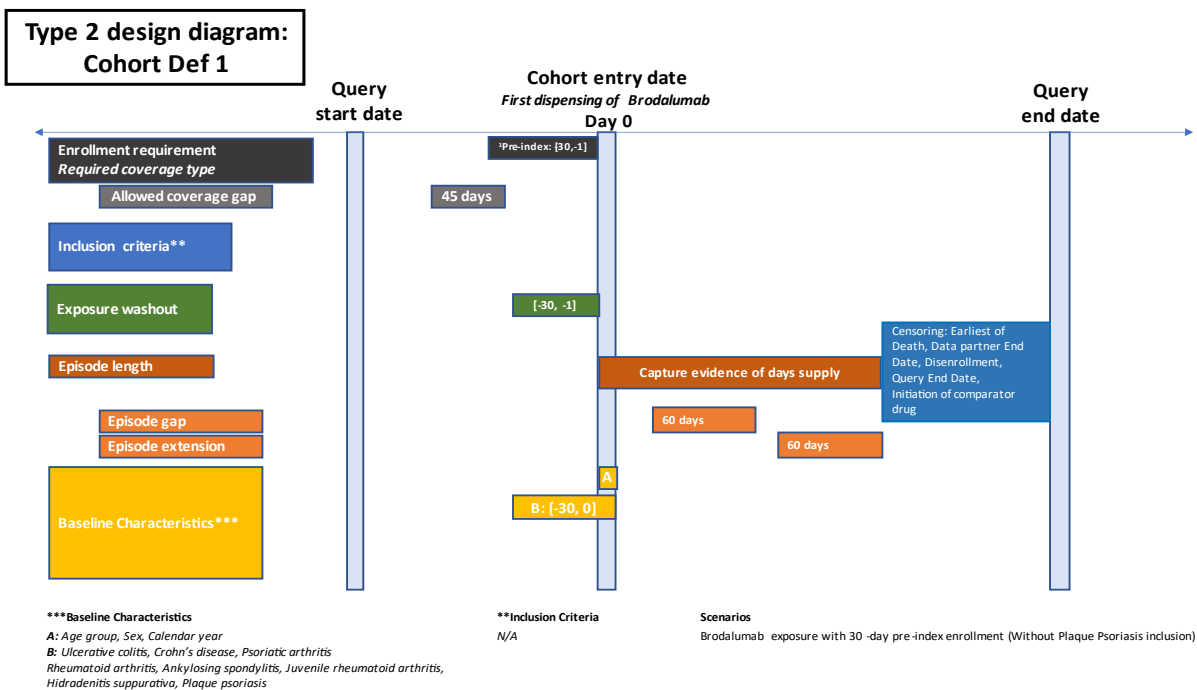 Type 2 design diagram:
Cohort Def 1
Query
start date
Cohort entry date
First dispensing of Brodalumab
Day 0
Query
end date
Enrollment requirement
Required coverage type
¹Pre-index: [30,-1]
Allowed coverage gap
45 days
Inclusion criteria**
Exposure washout
[-30, -1]
Episode length
Capture evidence of days supply
Censoring: Earliest of
Death, Data partner End
Date, Disenrollment,
Query End Date,
Initiation of comparator
drug
Episode gap
60 days
Episode extension
60 days
Baseline Characteristics***
A
B: [-30, 0]
***Baseline Characteristics
A: Age group, Sex, Calendar year
B: Ulcerative colitis, Crohn's disease, Psoriatic arthritis
Rheumatoid arthritis, Ankylosing spondylitis, Juvenile rheumatoid arthritis,
Hidradenitis suppurativa, Plaque psoriasis
**Inclusion Criteria
N/A
Scenarios
Brodalumab exposure with 30 -day pre-index enrollment (Without Plaque Psoriasis inclusion)